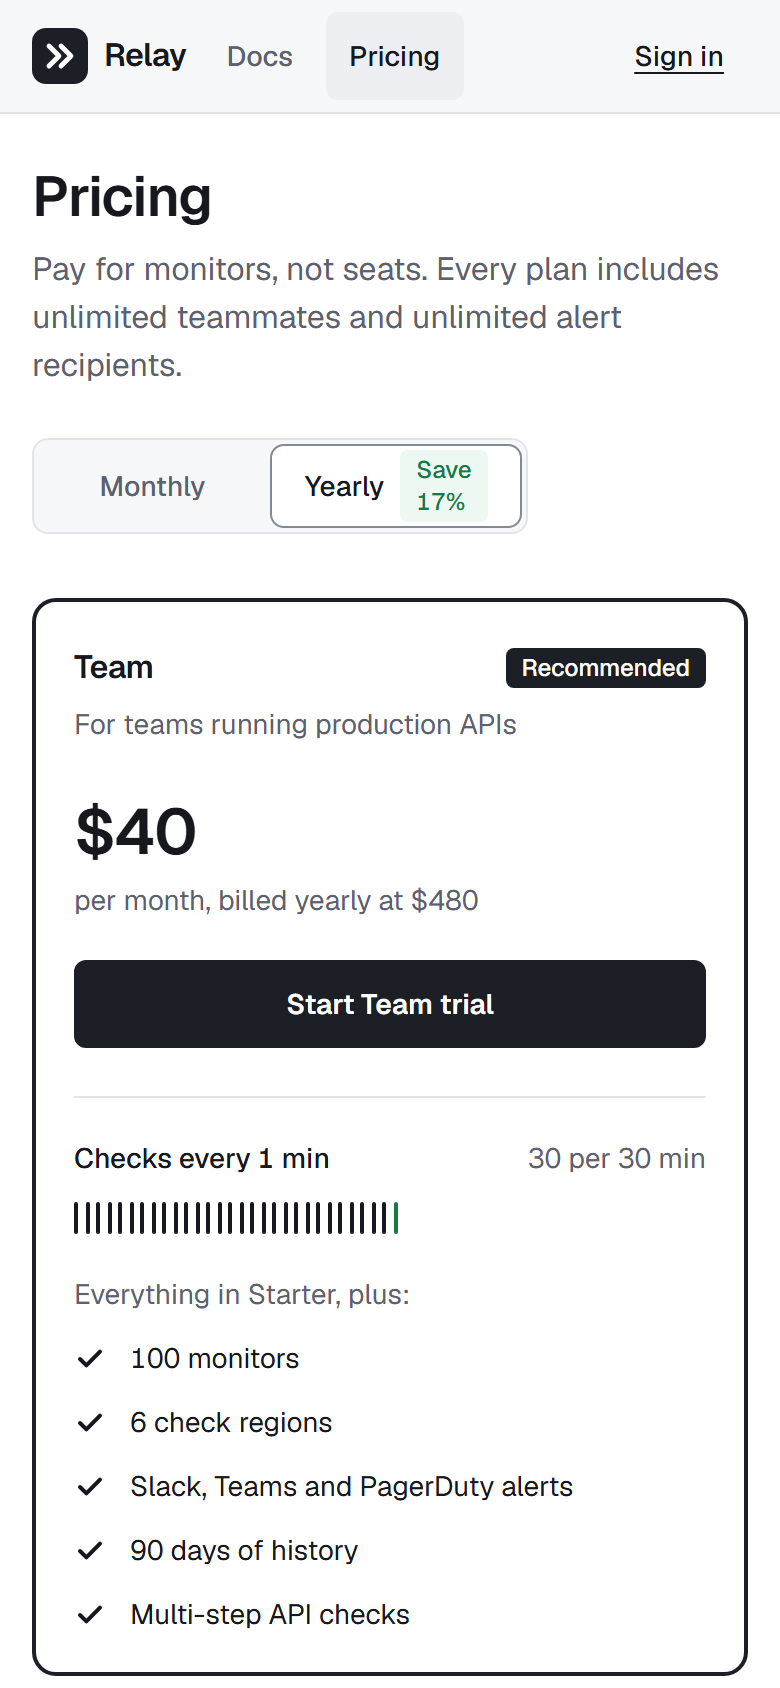 Relay Docs Pricing Sign in
Pricing
Pay for monitors, not seats. Every plan includes
unlimited teammates and unlimited alert
recipients.
Monthly Yearly Save
17%
Team Recommended
For teams running production APIs
$40
per month, billed yearly at $480
Start Team trial
Checks every 1 min 30 per 30 min
Everything in Starter, plus:
100 monitors
6 check regions
Slack, Teams and PagerDuty alerts
90 days of history
Multi-step API checks